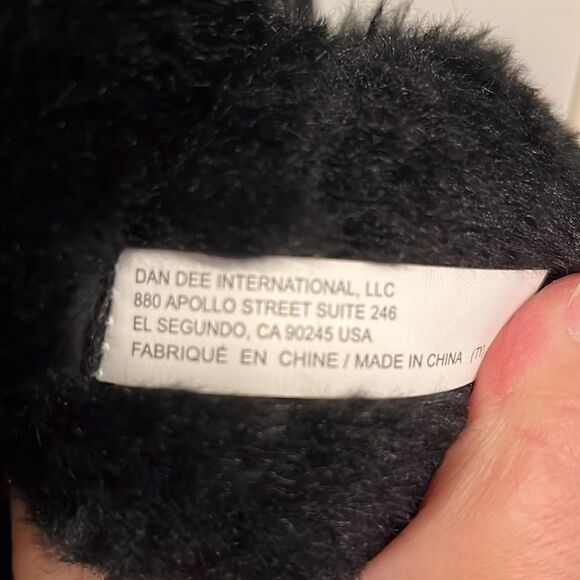 DAN DEE INTERNATIONAL, LLC
880 APOLLO STREET SUITE 246
EL SEGUNDO, CA 90245 USA
FABRIQUÉ EN CHINE / MADE IN CHINA